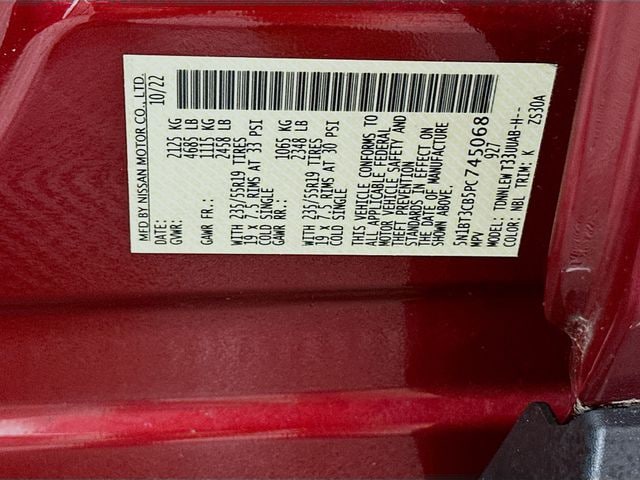 MFD BY NISSAN MOTOR CO., LTD.
DATE: 10/22
GVWR: 2125 KG
4685 LB
GAWR FR.: 1115 KG
2458 LB
WITH 235/55R19 TIRES
19 X 7.5 RIMS AT 33 PSI
COLD SINGLE
GAWR RR.: 1065 KG
2348 LB
WITH 235/55R19 TIRES
19 X 7.5 RIMS AT 30 PSI
COLD SINGLE
THIS VEHICLE CONFORMS TO
ALL APPLICABLE FEDERAL
MOTOR VEHICLE SAFETY AND
THEFT PREVENTION
STANDARDS IN EFFECT ON
THE DATE OF MANUFACTURE
SHOWN ABOVE.
5N1BT3CB5PC745068
MPV 927
MODEL: TDNNLEWT33UUAB-H--
COLOR: NBL TRIM: K ZS30A